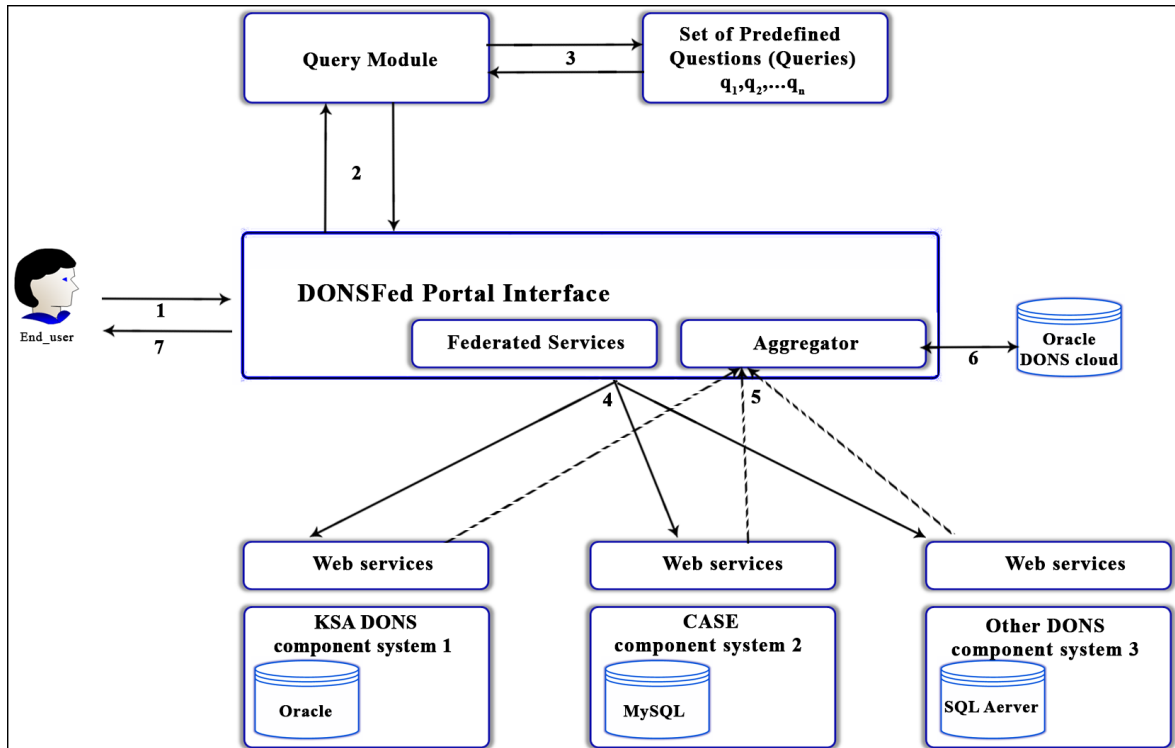 Query Module
3
Set of Predefined
Questions (Queries)
q₁,q₂,...qₙ
2
End_user
1
7
DONSFed Portal Interface
Federated Services
Aggregator
6
Oracle
DONS cloud
4
5
Web services
Web services
Web services
KSA DONS
component system 1
Oracle
CASE
component system 2
MySQL
Other DONS
component system 3
SQL Aerver